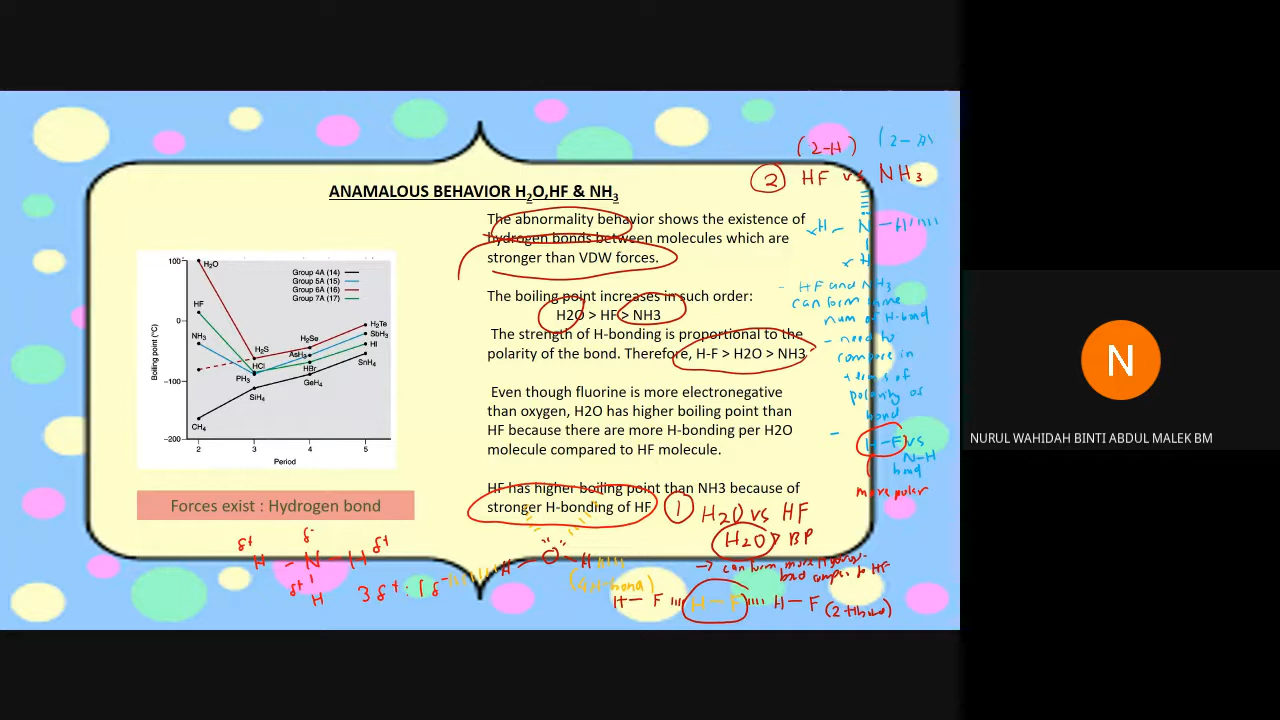 ANAMALOUS BEHAVIOR H2O,HF & NH3
The abnormality behavior shows the existence of
hydrogen bonds between molecules which are
stronger than VDW forces.
The boiling point increases in such order:
H2O > HF > NH3
The strength of H-bonding is proportional to the
polarity of the bond. Therefore, H-F > H2O > NH3
Even though fluorine is more electronegative
than oxygen, H2O has higher boiling point than
HF because there are more H-bonding per H2O
molecule compared to HF molecule.
HF has higher boiling point than NH3 because of
stronger H-bonding of HF
100
0
-100
-200
Boiling point (°C)
2
3
4
5
Period
Group 4A (14)
Group 5A (15)
Group 6A (16)
Group 7A (17)
H2O
HF
NH3
CH4
H2S
HCl
PH3
SiH4
H2Se
AsH3
HBr
GeH4
H2Te
SbH3
HI
SnH4
Forces exist : Hydrogen bond
(2-H)
2 HF vs NH3
H - N - H
H
- HF and NH3
can form same
num of H-bond
- need to
compare in
terms of
polarity of
bond
- H-F vs
N-H
bond
more polar
1 H2O vs HF
H2O > BP
→ can form more
bond
H - F H - F H - F (2 H bond)
H O H
(4 H-bond)
δ+ δ- δ+
H - N - H
δ+
H
3 δ+ : 1 δ-
N
NURUL WAHIDAH BINTI ABDUL MALEK BM